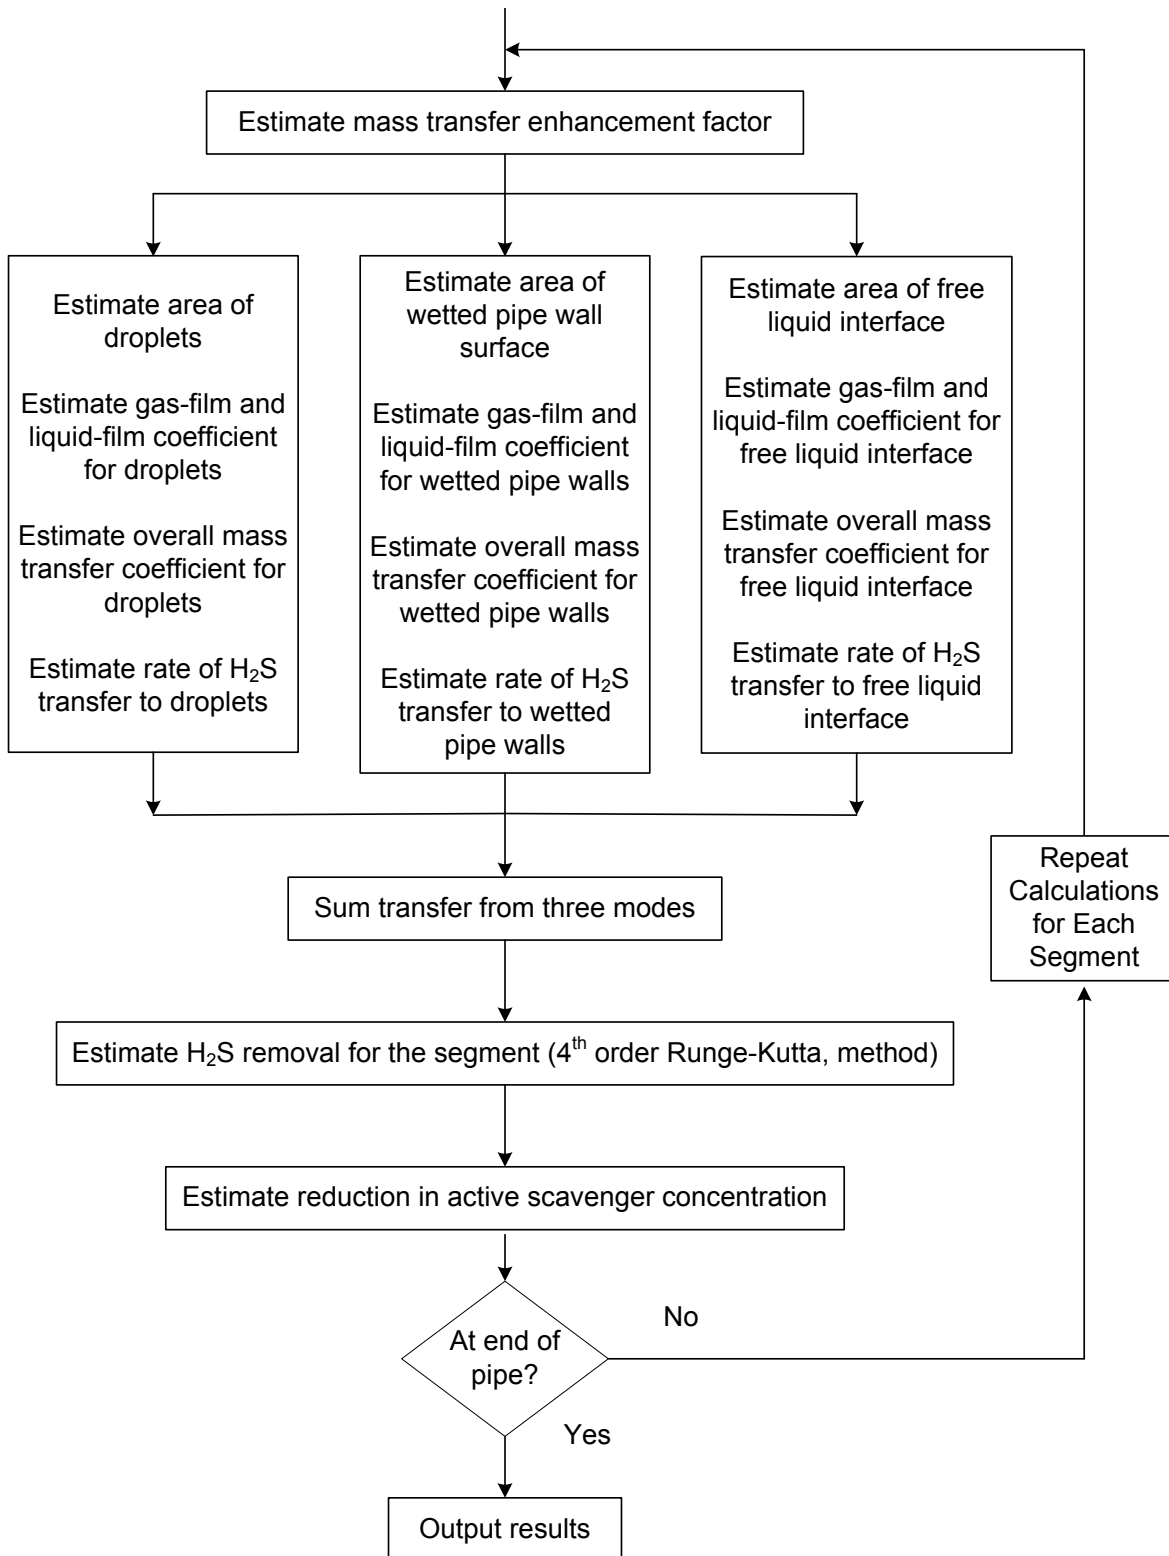 Estimate mass transfer enhancement factor
Estimate area of
droplets
Estimate gas-film and
liquid-film coefficient
for droplets
Estimate overall mass
transfer coefficient for
droplets
Estimate rate of H₂S
transfer to droplets
Estimate area of
wetted pipe wall
surface
Estimate gas-film and
liquid-film coefficient
for wetted pipe walls
Estimate overall mass
transfer coefficient for
wetted pipe walls
Estimate rate of H₂S
transfer to wetted
pipe walls
Estimate area of free
liquid interface
Estimate gas-film and
liquid-film coefficient for
free liquid interface
Estimate overall mass
transfer coefficient for
free liquid interface
Estimate rate of H₂S
transfer to free liquid
interface
Repeat
Calculations
for Each
Segment
Sum transfer from three modes
Estimate H₂S removal for the segment (4th order Runge-Kutta, method)
Estimate reduction in active scavenger concentration
At end of
pipe?
No
Yes
Output results